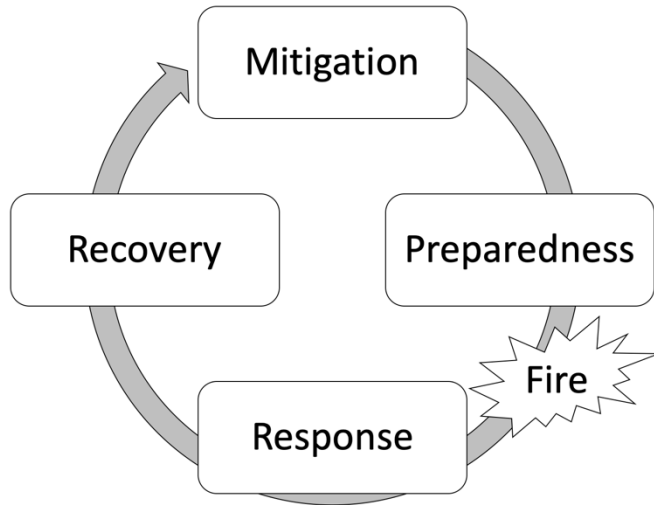 Mitigation
Recovery
Preparedness
Fire
Response